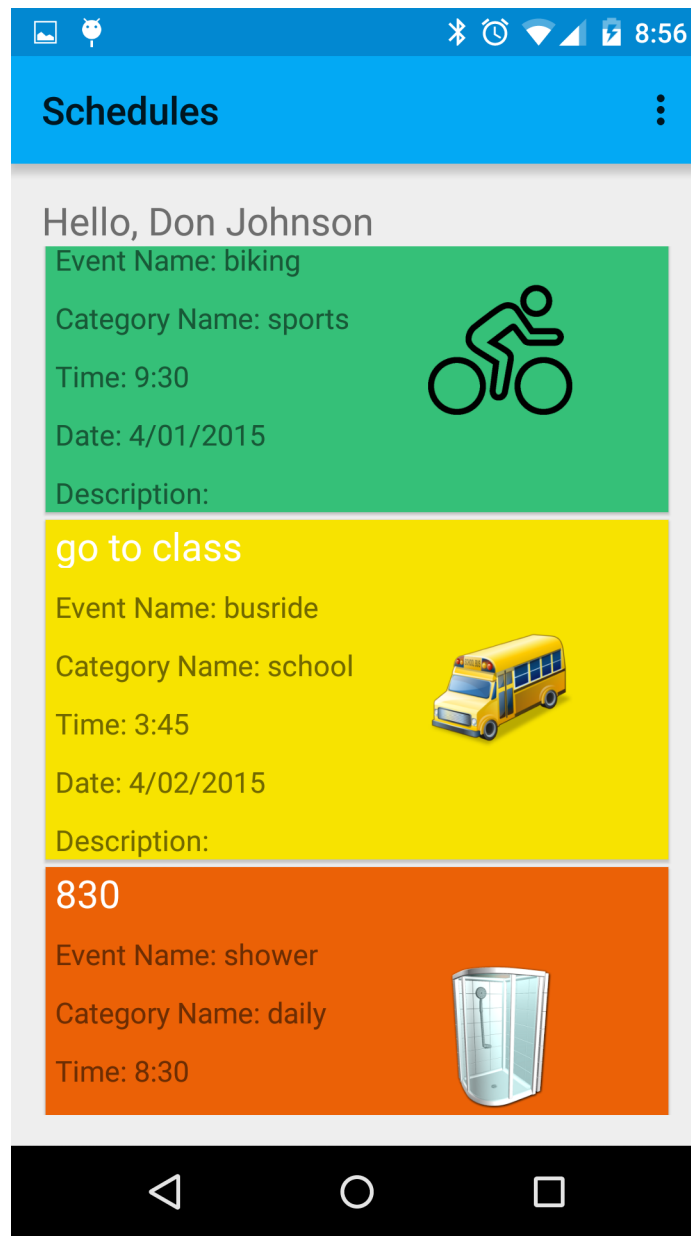 8:56
Schedules
Hello, Don Johnson
Event Name: biking
Category Name: sports
Time: 9:30
Date: 4/01/2015
Description:
go to class
Event Name: busride
Category Name: school
Time: 3:45
Date: 4/02/2015
Description:
830
Event Name: shower
Category Name: daily
Time: 8:30